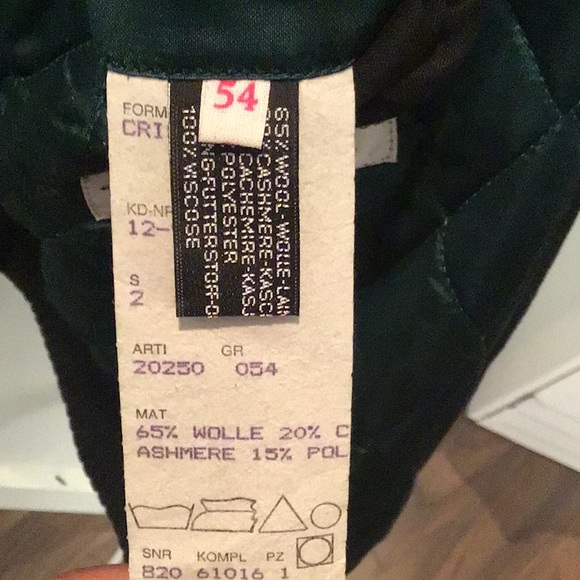 54
65% WOOL-WOLLE-LAI
CASHMERE-KASC
CACHEMIRE-KASJ
POLYESTER
NG-FUTTERSTOFF-D
100% VISCOSE
FORM
CRI
KD-NR
12-
S
2
ARTI GR
20250 054
MAT
65% WOLLE 20% C
ASHMERE 15% POL
SNR KOMPL PZ
820 61016 1